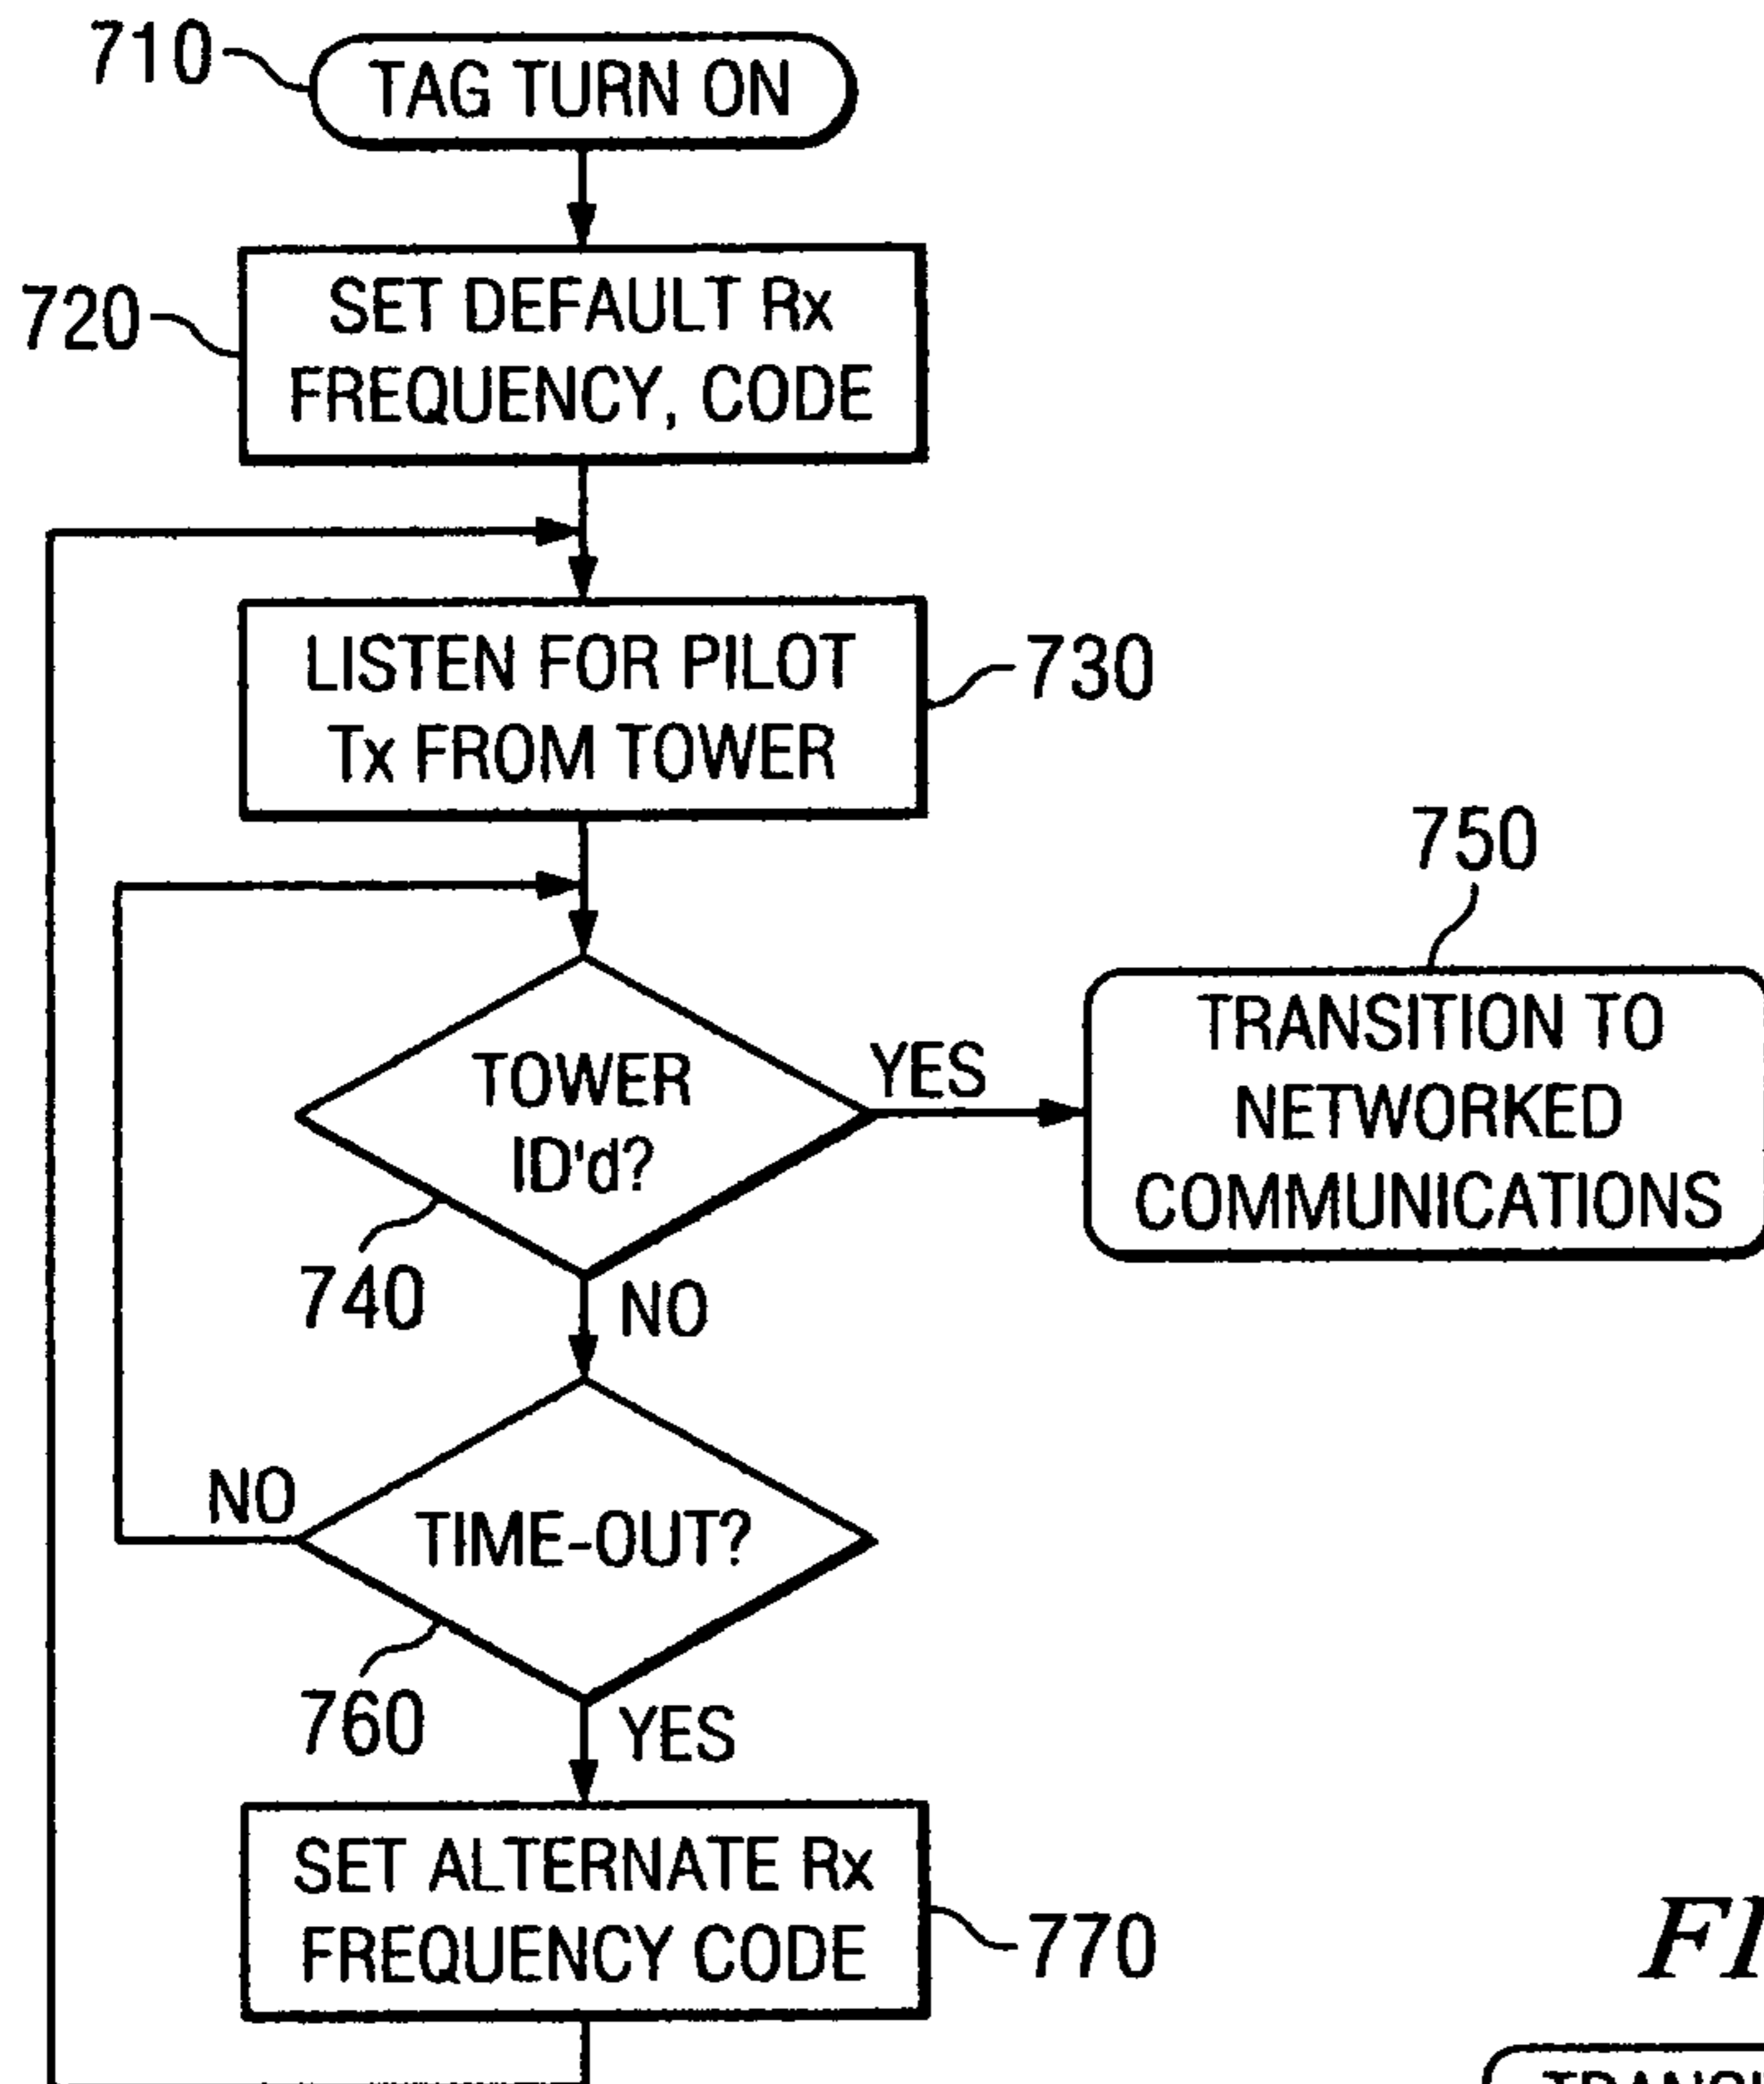 710
TAG TURN ON
720
SET DEFAULT Rx
FREQUENCY, CODE
LISTEN FOR PILOT
Tx FROM TOWER
730
750
TRANSITION TO
NETWORKED
COMMUNICATIONS
TOWER
ID'd?
YES
740
NO
NO
TIME-OUT?
760
YES
SET ALTERNATE Rx
FREQUENCY CODE
770